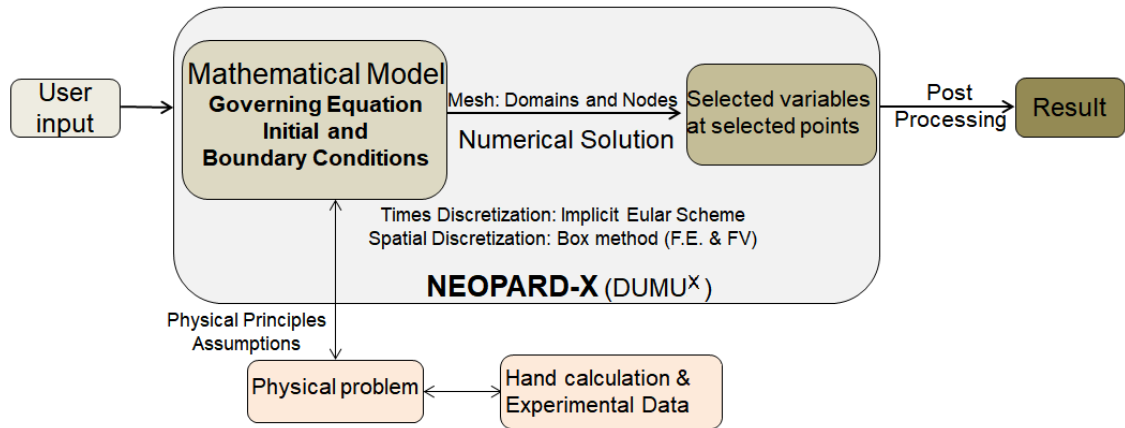 User
input
Mathematical Model
Governing Equation
Initial and
Boundary Conditions
Mesh: Domains and Nodes
Numerical Solution
Selected variables
at selected points
Post
Processing
Result
Times Discretization: Implicit Eular Scheme
Spatial Discretization: Box method (F.E. & FV)
NEOPARD-X (DUMUˣ)
Physical Principles
Assumptions
Physical problem
Hand calculation &
Experimental Data